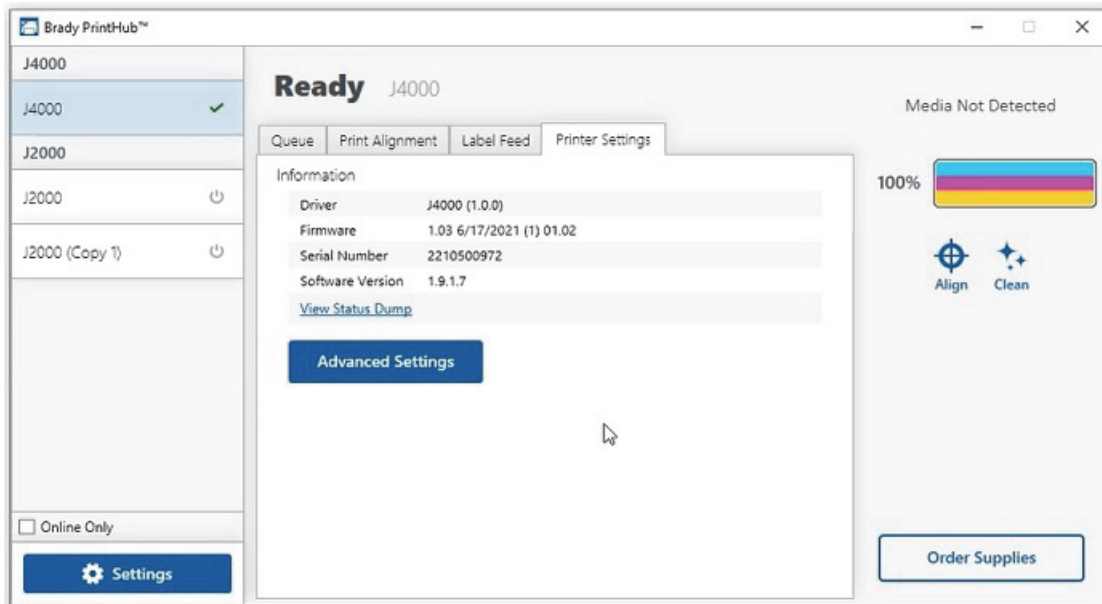 Brady PrintHub™
J4000
J4000
J2000
J2000
J2000 (Copy 1)
Online Only
Settings
Ready J4000
Queue Print Alignment Label Feed Printer Settings
Information
Driver J4000 (1.0.0)
Firmware 1.03 6/17/2021 (1) 01.02
Serial Number 2210500972
Software Version 1.9.1.7
View Status Dump
Advanced Settings
Media Not Detected
100%
Align Clean
Order Supplies